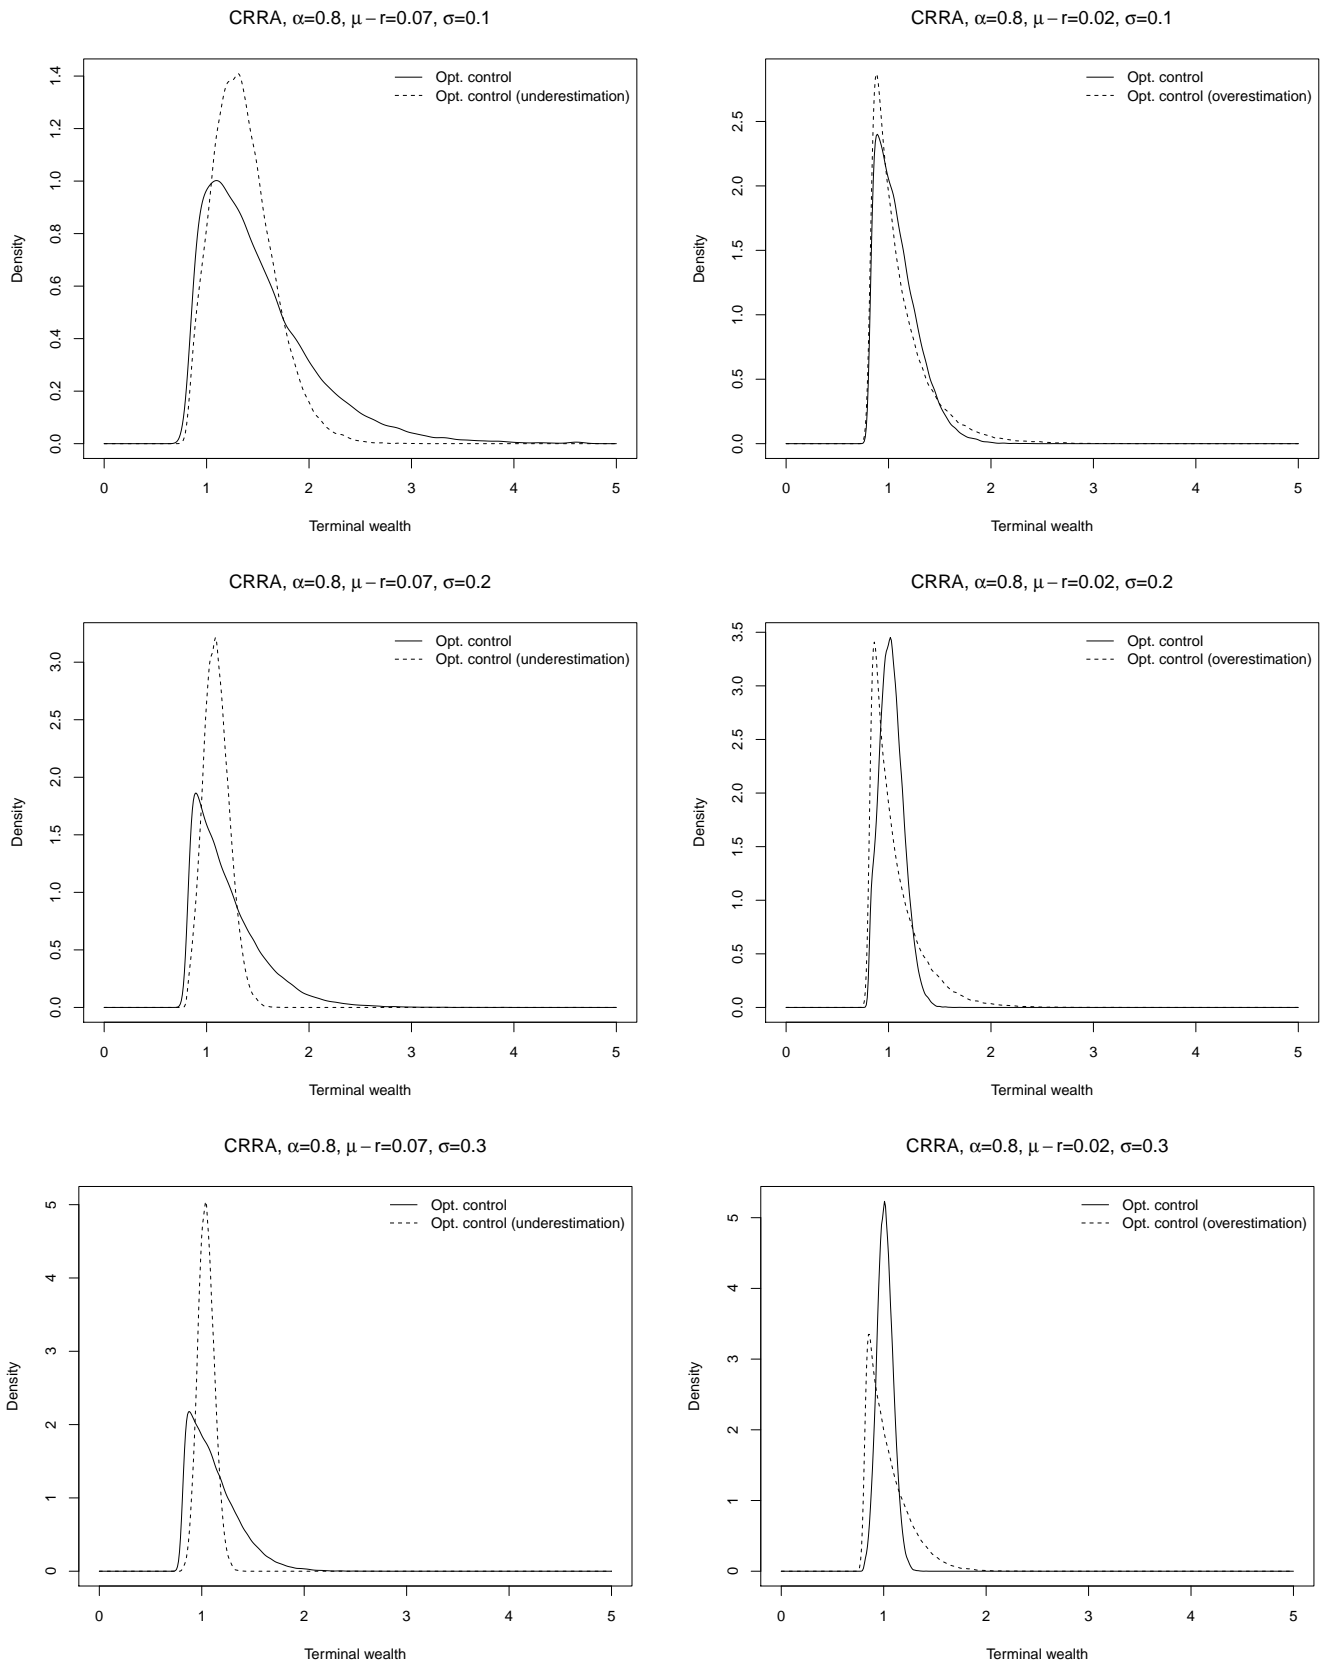 CRRA, α=0.8, μ−r=0.07, σ=0.1
Opt. control
Opt. control (underestimation)
Density
0.0 0.2 0.4 0.6 0.8 1.0 1.2 1.4
0 1 2 3 4 5
Terminal wealth
CRRA, α=0.8, μ−r=0.02, σ=0.1
Opt. control
Opt. control (overestimation)
Density
0.0 0.5 1.0 1.5 2.0 2.5
0 1 2 3 4 5
Terminal wealth
CRRA, α=0.8, μ−r=0.07, σ=0.2
Opt. control
Opt. control (underestimation)
Density
0.0 0.5 1.0 1.5 2.0 2.5 3.0
0 1 2 3 4 5
Terminal wealth
CRRA, α=0.8, μ−r=0.02, σ=0.2
Opt. control
Opt. control (overestimation)
Density
0.0 0.5 1.0 1.5 2.0 2.5 3.0 3.5
0 1 2 3 4 5
Terminal wealth
CRRA, α=0.8, μ−r=0.07, σ=0.3
Opt. control
Opt. control (underestimation)
Density
0 1 2 3 4 5
0 1 2 3 4 5
Terminal wealth
CRRA, α=0.8, μ−r=0.02, σ=0.3
Opt. control
Opt. control (overestimation)
Density
0 1 2 3 4 5
0 1 2 3 4 5
Terminal wealth